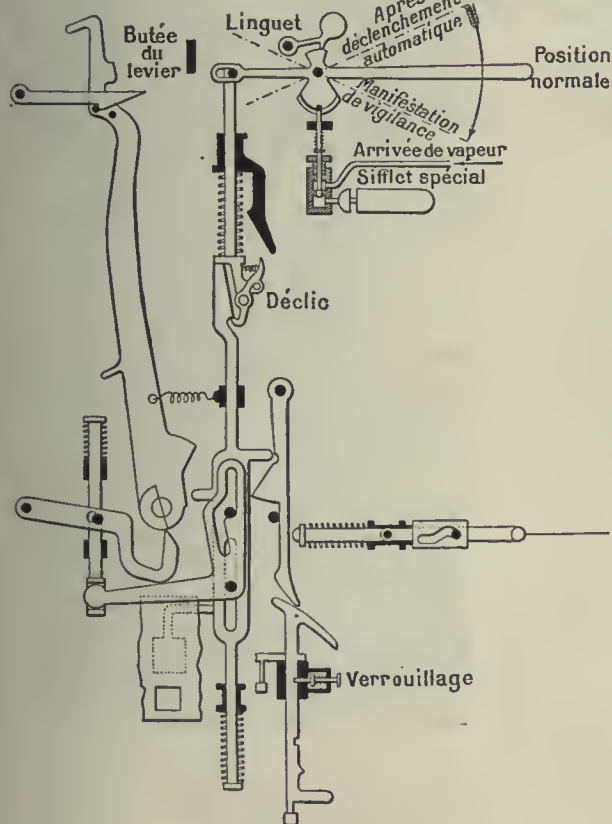 Butée
du
levier
Linguet
Après
déclenchement
automatique
Position
normale
Manifestation
de vigilance
Arrivée de vapeur
Sifflet spécial
Déclic
Verrouillage